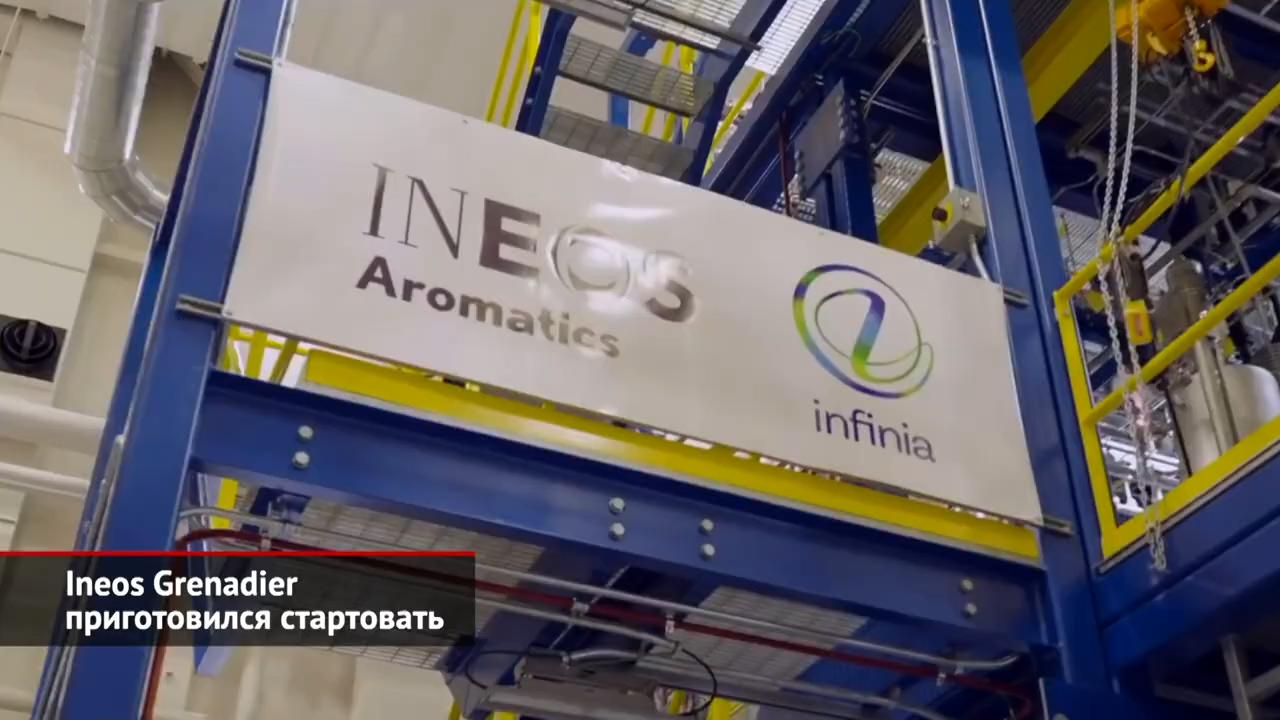 INEOS
Aromatics
infinia
Ineos Grenadier
приготовился стартовать